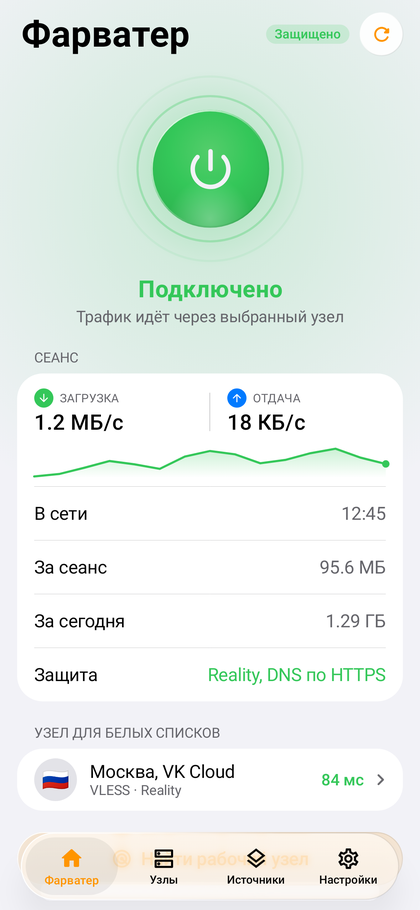 Фарватер
Защищено
Подключено
Трафик идёт через выбранный узел
СЕАНС
ЗАГРУЗКА
1.2 МБ/с
ОТДАЧА
18 КБ/с
В сети 12:45
За сеанс 95.6 МБ
За сегодня 1.29 ГБ
Защита Reality, DNS по HTTPS
УЗЕЛ ДЛЯ БЕЛЫХ СПИСКОВ
Москва, VK Cloud
VLESS · Reality
84 мс
узел
Фарватер Узлы Источники Настройки